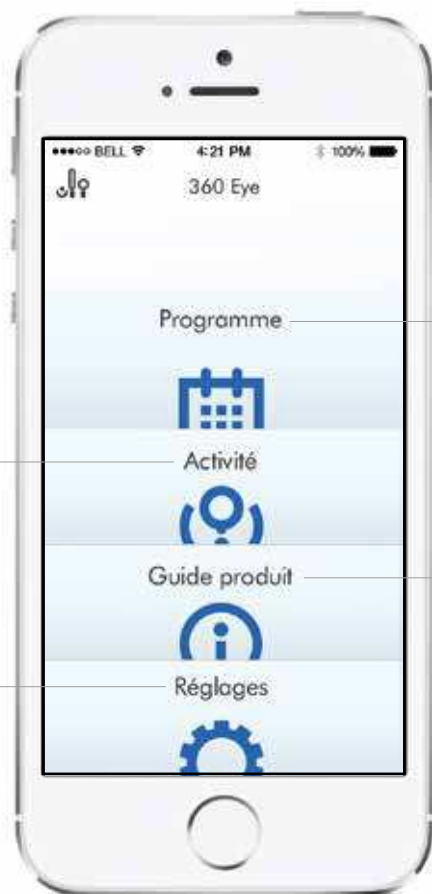 ●●●○○ BELL 4:21 PM 100%
360 Eye
Programme
Activité
Guide produit
Réglages